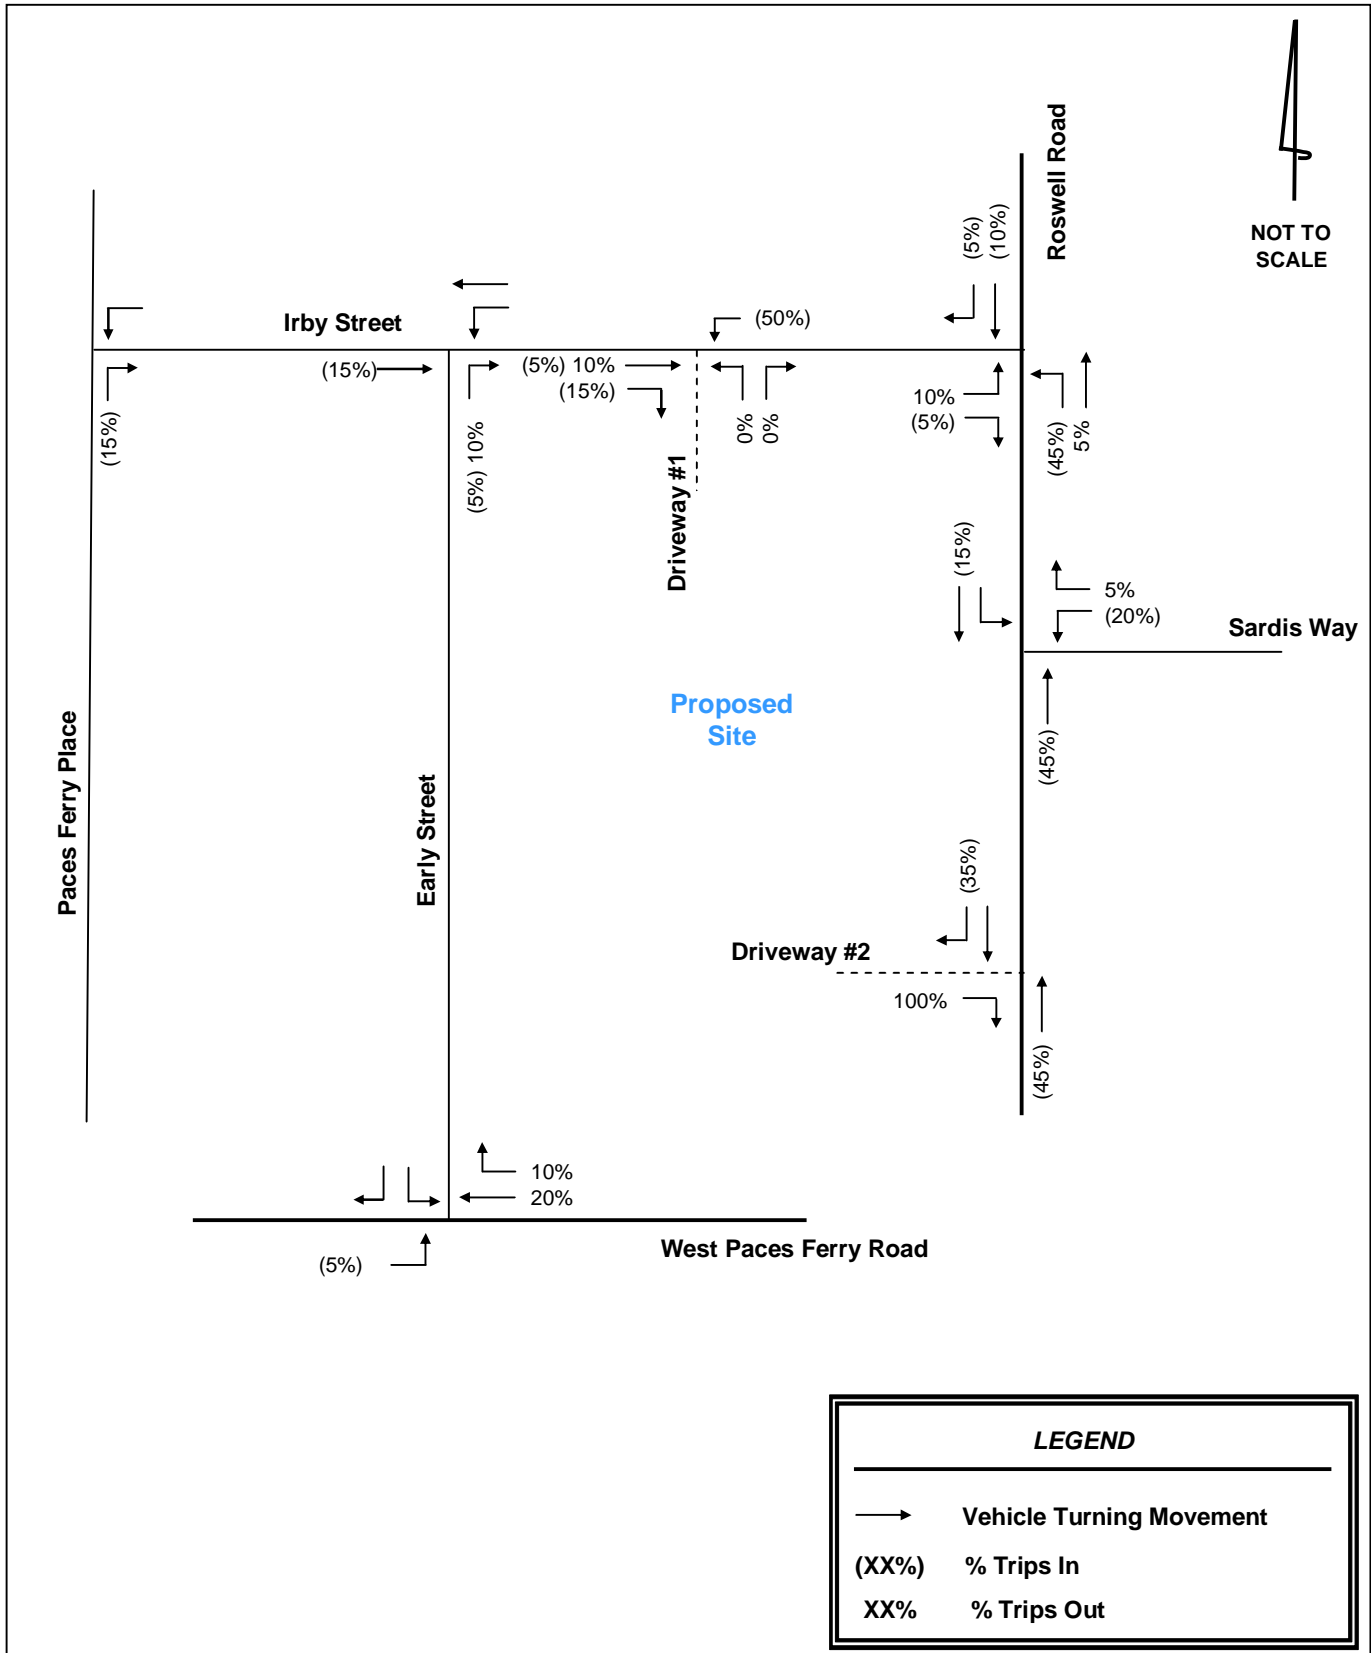 Roswell Road
NOT TO
SCALE
(5%)
(10%)
Irby Street
(50%)
(15%)
(5%) 10%
(15%)
10%
(5%)
(15%)
(5%) 10%
0%
0%
(45%)
5%
Driveway #1
(15%)
5%
(20%)
Sardis Way
Proposed
Site
(45%)
Paces Ferry Place
Early Street
(35%)
Driveway #2
100%
(45%)
10%
20%
West Paces Ferry Road
(5%)
LEGEND
Vehicle Turning Movement
(XX%) % Trips In
XX% % Trips Out